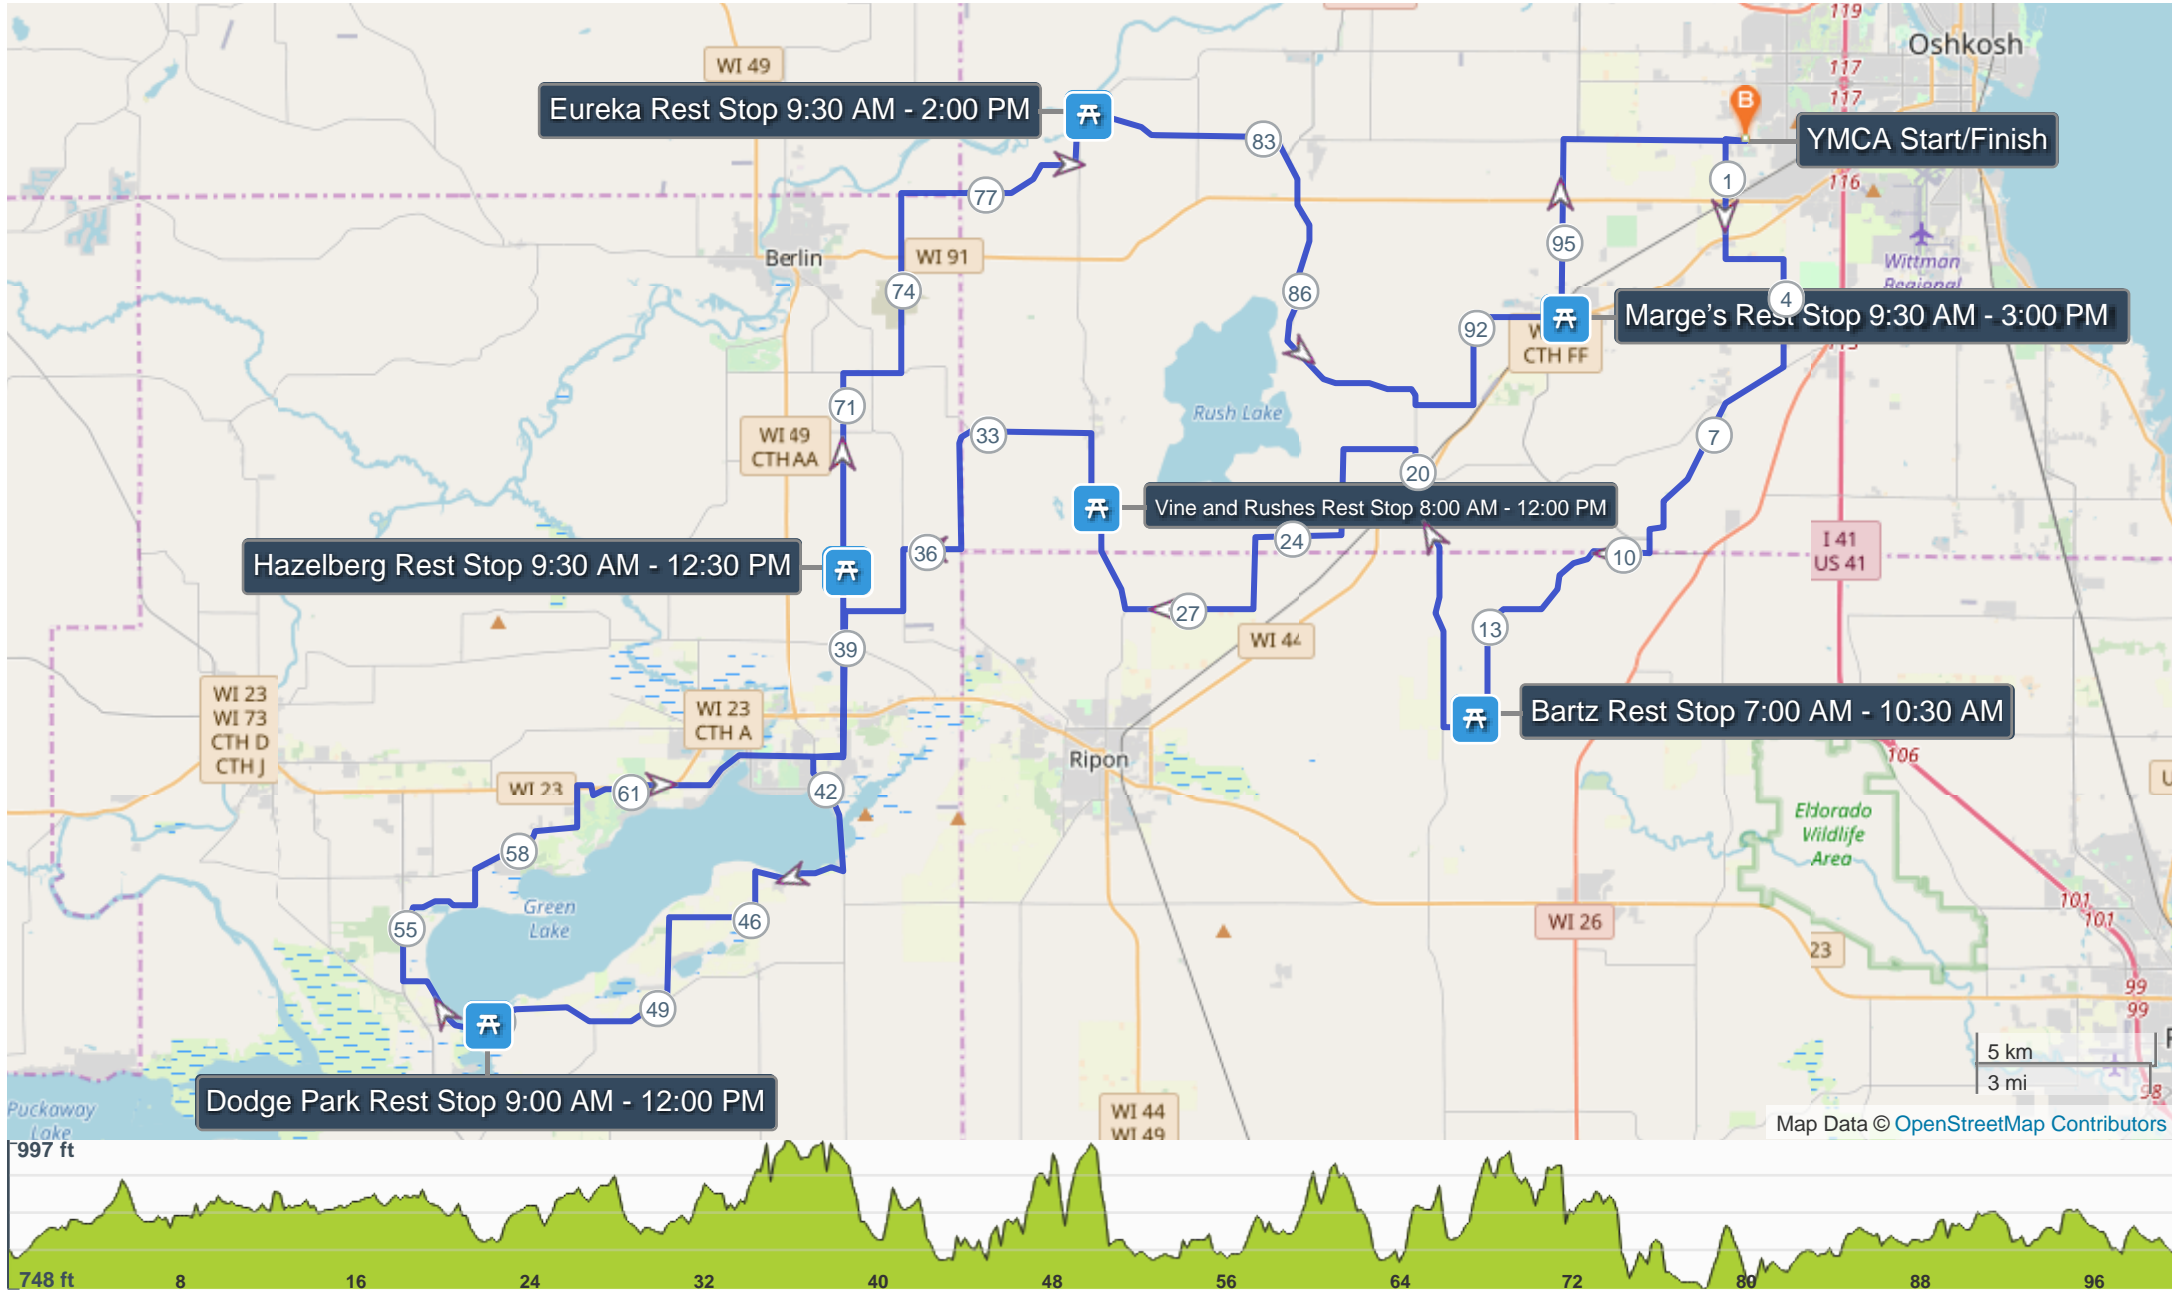 119
Oshkosh
WI 49
117
117
116
Eureka Rest Stop 9:30 AM - 2:00 PM
B
YMCA Start/Finish
83
1
77
Berlin
WI 91
95
Wittman
Regional
74
86
4
Marge's Rest Stop 9:30 AM - 3:00 PM
92
CTH FF
71
Rush Lake
WI 49
CTH AA
33
7
20
Vine and Rushes Rest Stop 8:00 AM - 12:00 PM
24
36
10
I 41
US 41
Hazelberg Rest Stop 9:30 AM - 12:30 PM
27
13
WI 44
39
WI 23
WI 73
CTH D
CTH J
WI 23
CTH A
Bartz Rest Stop 7:00 AM - 10:30 AM
Ripon
106
WI 23
61
42
Eldorado
Wildlife
Area
58
Green
Lake
55
46
WI 26
23
101
101
49
99
99
98
5 km
3 mi
Dodge Park Rest Stop 9:00 AM - 12:00 PM
Puckaway
Lake
WI 44
WI 49
Map Data © OpenStreetMap Contributors
997 ft
748 ft
8
16
24
32
40
48
56
64
72
80
88
96